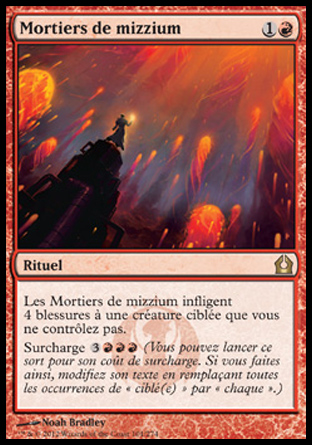 Mortiers de mizzium 1
Rituel
Les Mortiers de mizzium infligent
4 blessures à une créature ciblée que vous
ne contrôlez pas.
Surcharge 3 (Vous pouvez lancer ce
sort pour son coût de surcharge. Si vous faites
ainsi, modifiez son texte en remplaçant toutes
les occurrences de « ciblé(e) » par « chaque ».)
Noah Bradley